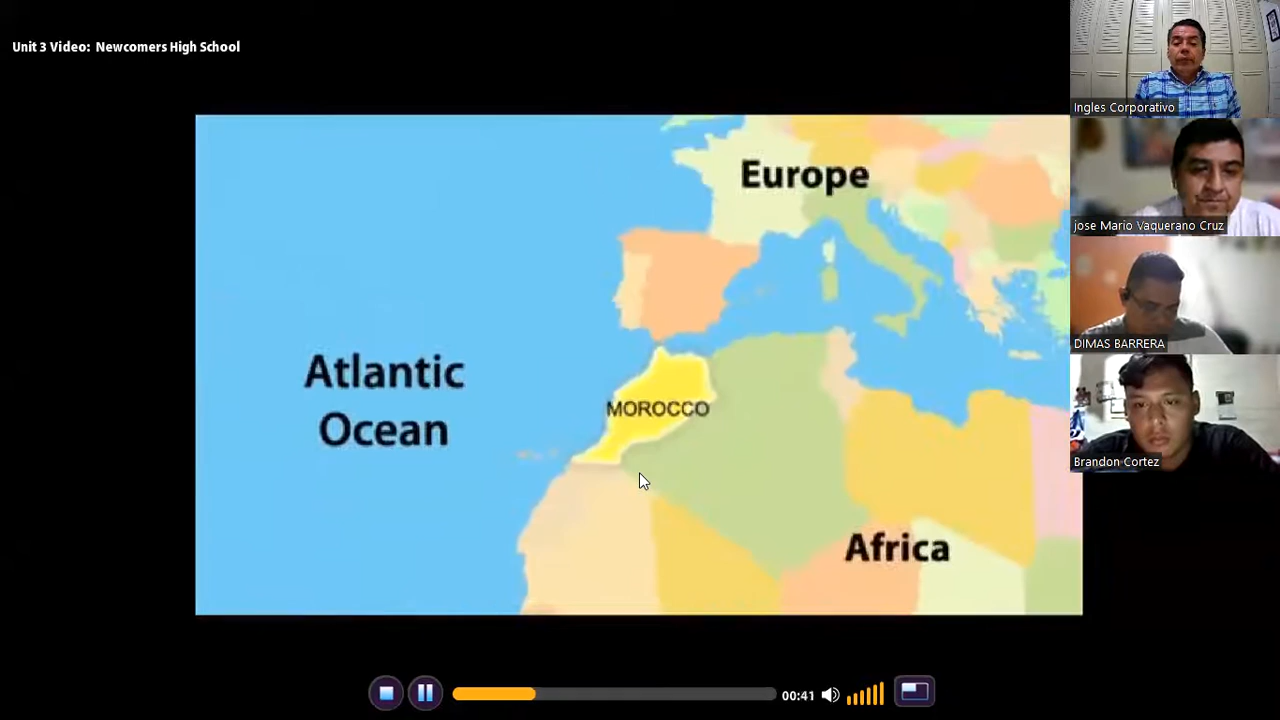 Unit 3 Video: Newcomers High School
Europe
Atlantic
Ocean
MOROCCO
Africa
00:41
Ingles Corporativo
jose Mario Vaquerano Cruz
DIMAS BARRERA
Brandon Cortez